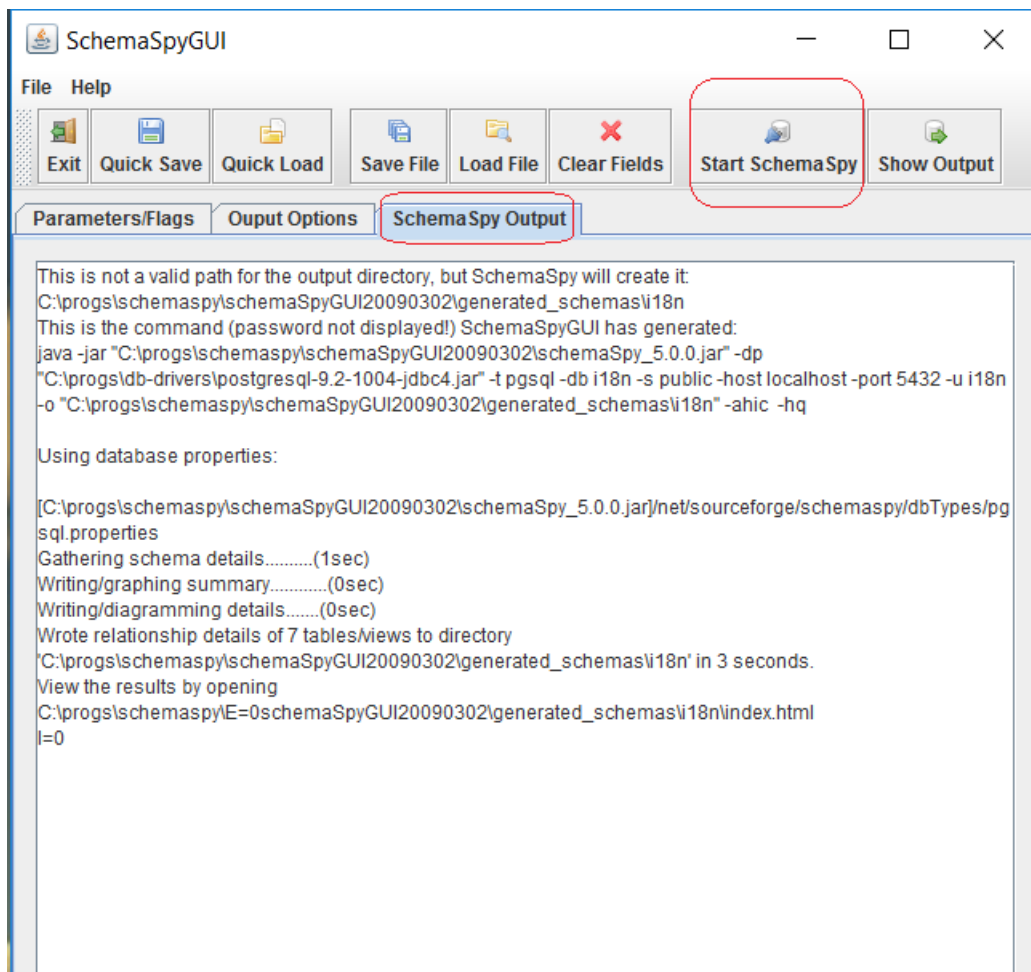 SchemaSpyGUI
File Help
Exit Quick Save Quick Load Save File Load File Clear Fields Start SchemaSpy Show Output
Parameters/Flags Ouput Options SchemaSpy Output
This is not a valid path for the output directory, but SchemaSpy will create it:
C:\progs\schemaspy\schemaSpyGUI20090302\generated_schemas\i18n
This is the command (password not displayed!) SchemaSpyGUI has generated:
java -jar "C:\progs\schemaspy\schemaSpyGUI20090302\schemaSpy_5.0.0.jar" -dp
"C:\progs\db-drivers\postgresql-9.2-1004-jdbc4.jar" -t pgsql -db i18n -s public -host localhost -port 5432 -u i18n
-o "C:\progs\schemaspy\schemaSpyGUI20090302\generated_schemas\i18n" -ahic -hq
Using database properties:
[C:\progs\schemaspy\schemaSpyGUI20090302\schemaSpy_5.0.0.jar]/net/sourceforge/schemaspy/dbTypes/pg
sql.properties
Gathering schema details..........(1sec)
Writing/graphing summary............(0sec)
Writing/diagramming details.......(0sec)
Wrote relationship details of 7 tables/views to directory
'C:\progs\schemaspy\schemaSpyGUI20090302\generated_schemas\i18n' in 3 seconds.
View the results by opening
C:\progs\schemaspy\E=0schemaSpyGUI20090302\generated_schemas\i18n\index.html
I=0